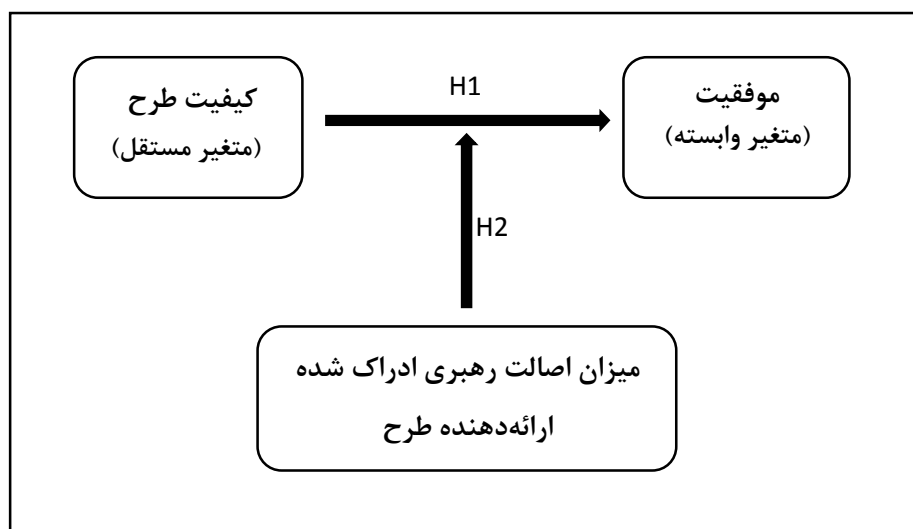 کیفیت طرح
(متغیر مستقل)
H1
موفقیت
(متغیر وابسته)
H2
میزان اصالت رهبری ادراک شده
ارائه‌دهنده طرح